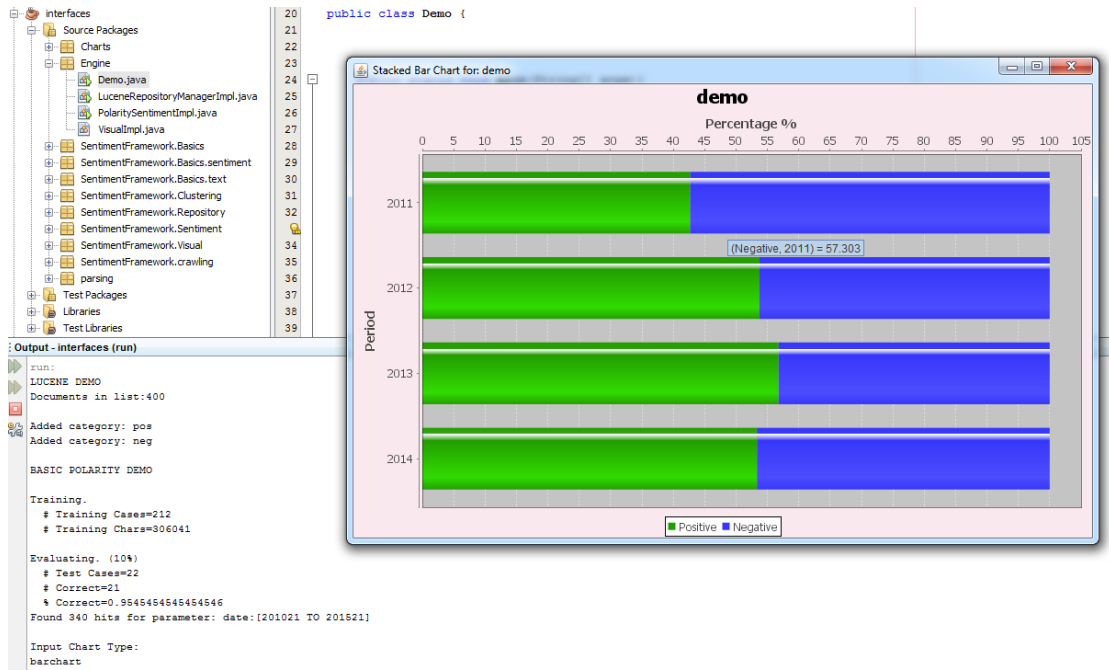 interfaces
Source Packages
Charts
Engine
Demo.java
LuceneRepositoryManagerImpl.java
PolaritySentimentImpl.java
VisualImpl.java
SentimentFramework.Basics
SentimentFramework.Basics.sentiment
SentimentFramework.Basics.text
SentimentFramework.Clustering
SentimentFramework.Repository
SentimentFramework.Sentiment
SentimentFramework.Visual
SentimentFramework.crawling
parsing
Test Packages
Libraries
Test Libraries
20 public class Demo {
21
22
23
24
25
26
27
28
29
30
31
32
34
35
36
37
38
39
Stacked Bar Chart for: demo
demo
Percentage %
0 5 10 15 20 25 30 35 40 45 50 55 60 65 70 75 80 85 90 95 100 105
Period
2011
(Negative, 2011) = 57.303
2012
2013
2014
Positive Negative
Output - interfaces (run)
run:
LUCENE DEMO
Documents in list:400
Added category: pos
Added category: neg
BASIC POLARITY DEMO
Training.
# Training Cases=212
# Training Chars=306041
Evaluating. (10%)
# Test Cases=22
# Correct=21
% Correct=0.9545454545454546
Found 340 hits for parameter: date:[201021 TO 201521]
Input Chart Type:
barchart